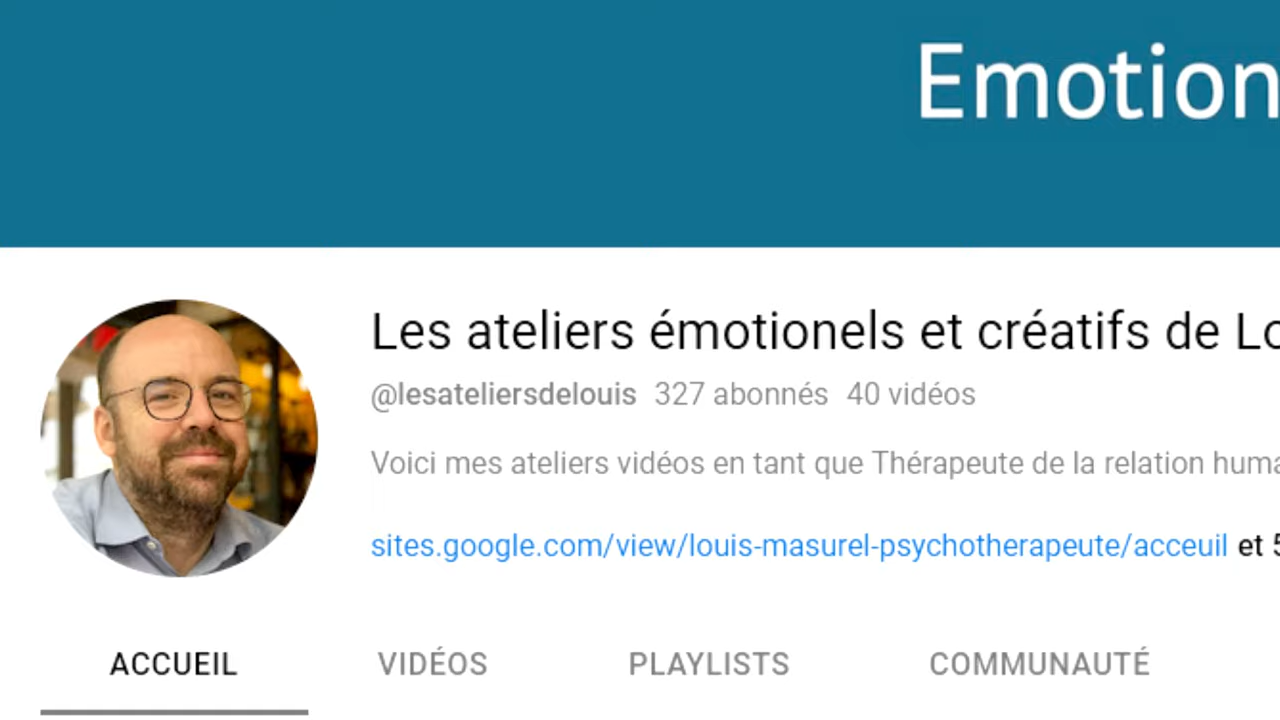 Emotion
Les ateliers émotionels et créatifs de Lo
@lesateliersdelouis 327 abonnés 40 vidéos
Voici mes ateliers vidéos en tant que Thérapeute de la relation huma
sites.google.com/view/louis-masurel-psychotherapeute/acceuil et 5
ACCUEIL VIDÉOS PLAYLISTS COMMUNAUTÉ